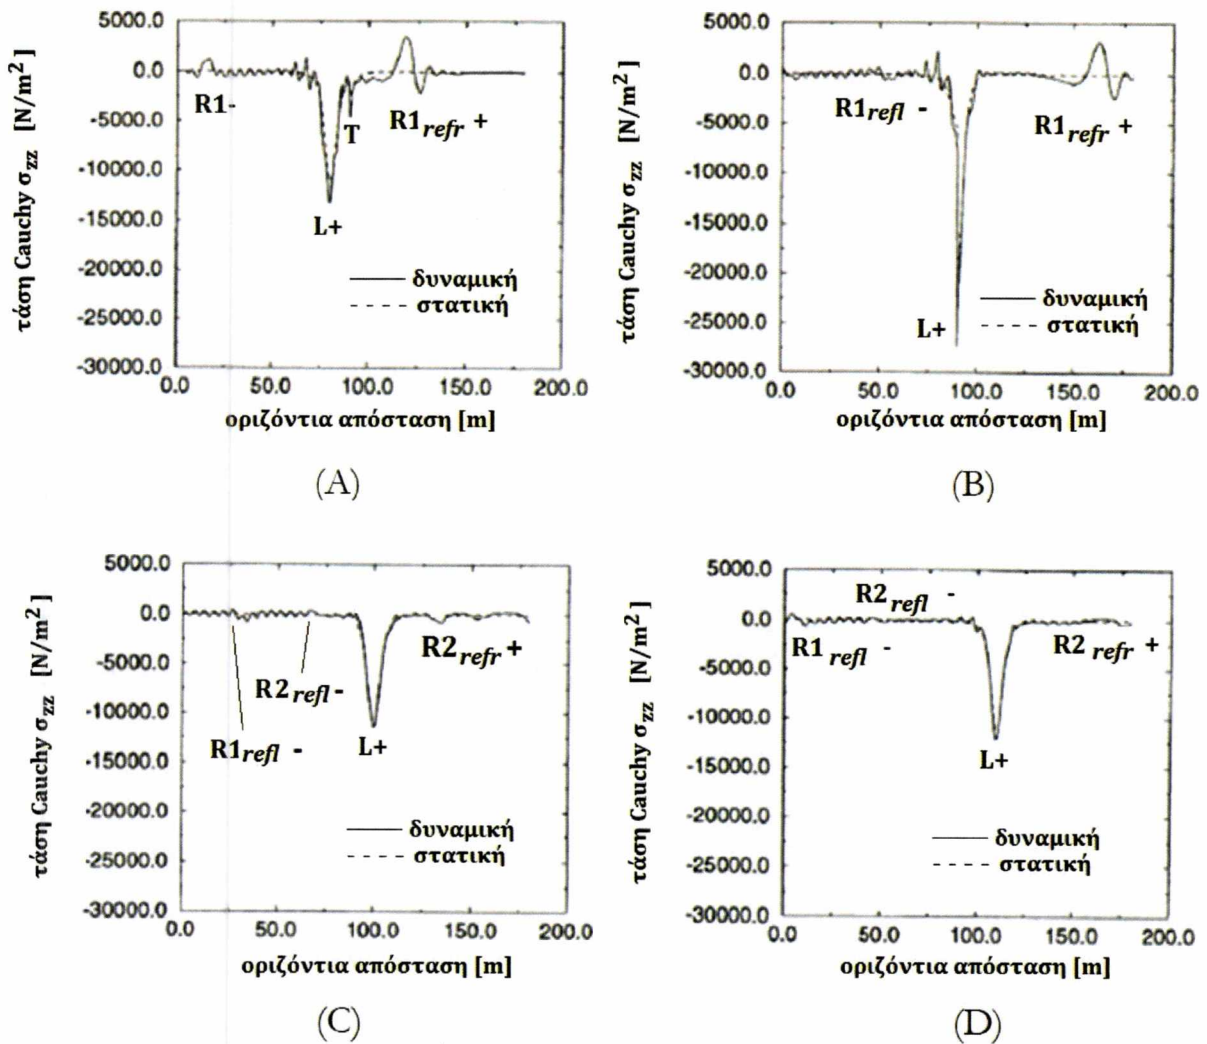 τάση Cauchy σzz [N/m²]
5000.0
0.0
-5000.0
-10000.0
-15000.0
-20000.0
-25000.0
-30000.0
R1-
T
R1refr +
L+
δυναμική
στατική
0.0 50.0 100.0 150.0 200.0
οριζόντια απόσταση [m]
(A)
τάση Cauchy σzz [N/m²]
5000.0
0.0
-5000.0
-10000.0
-15000.0
-20000.0
-25000.0
-30000.0
R1refl -
R1refr +
L+
δυναμική
στατική
0.0 50.0 100.0 150.0 200.0
οριζόντια απόσταση [m]
(B)
τάση Cauchy σzz [N/m²]
5000.0
0.0
-5000.0
-10000.0
-15000.0
-20000.0
-25000.0
-30000.0
R2refr +
R2refl -
R1refl -
L+
δυναμική
στατική
0.0 50.0 100.0 150.0 200.0
οριζόντια απόσταση [m]
(C)
τάση Cauchy σzz [N/m²]
5000.0
0.0
-5000.0
-10000.0
-15000.0
-20000.0
-25000.0
-30000.0
R2refl -
R1refl -
R2refr +
L+
δυναμική
στατική
0.0 50.0 100.0 150.0 200.0
οριζόντια απόσταση [m]
(D)